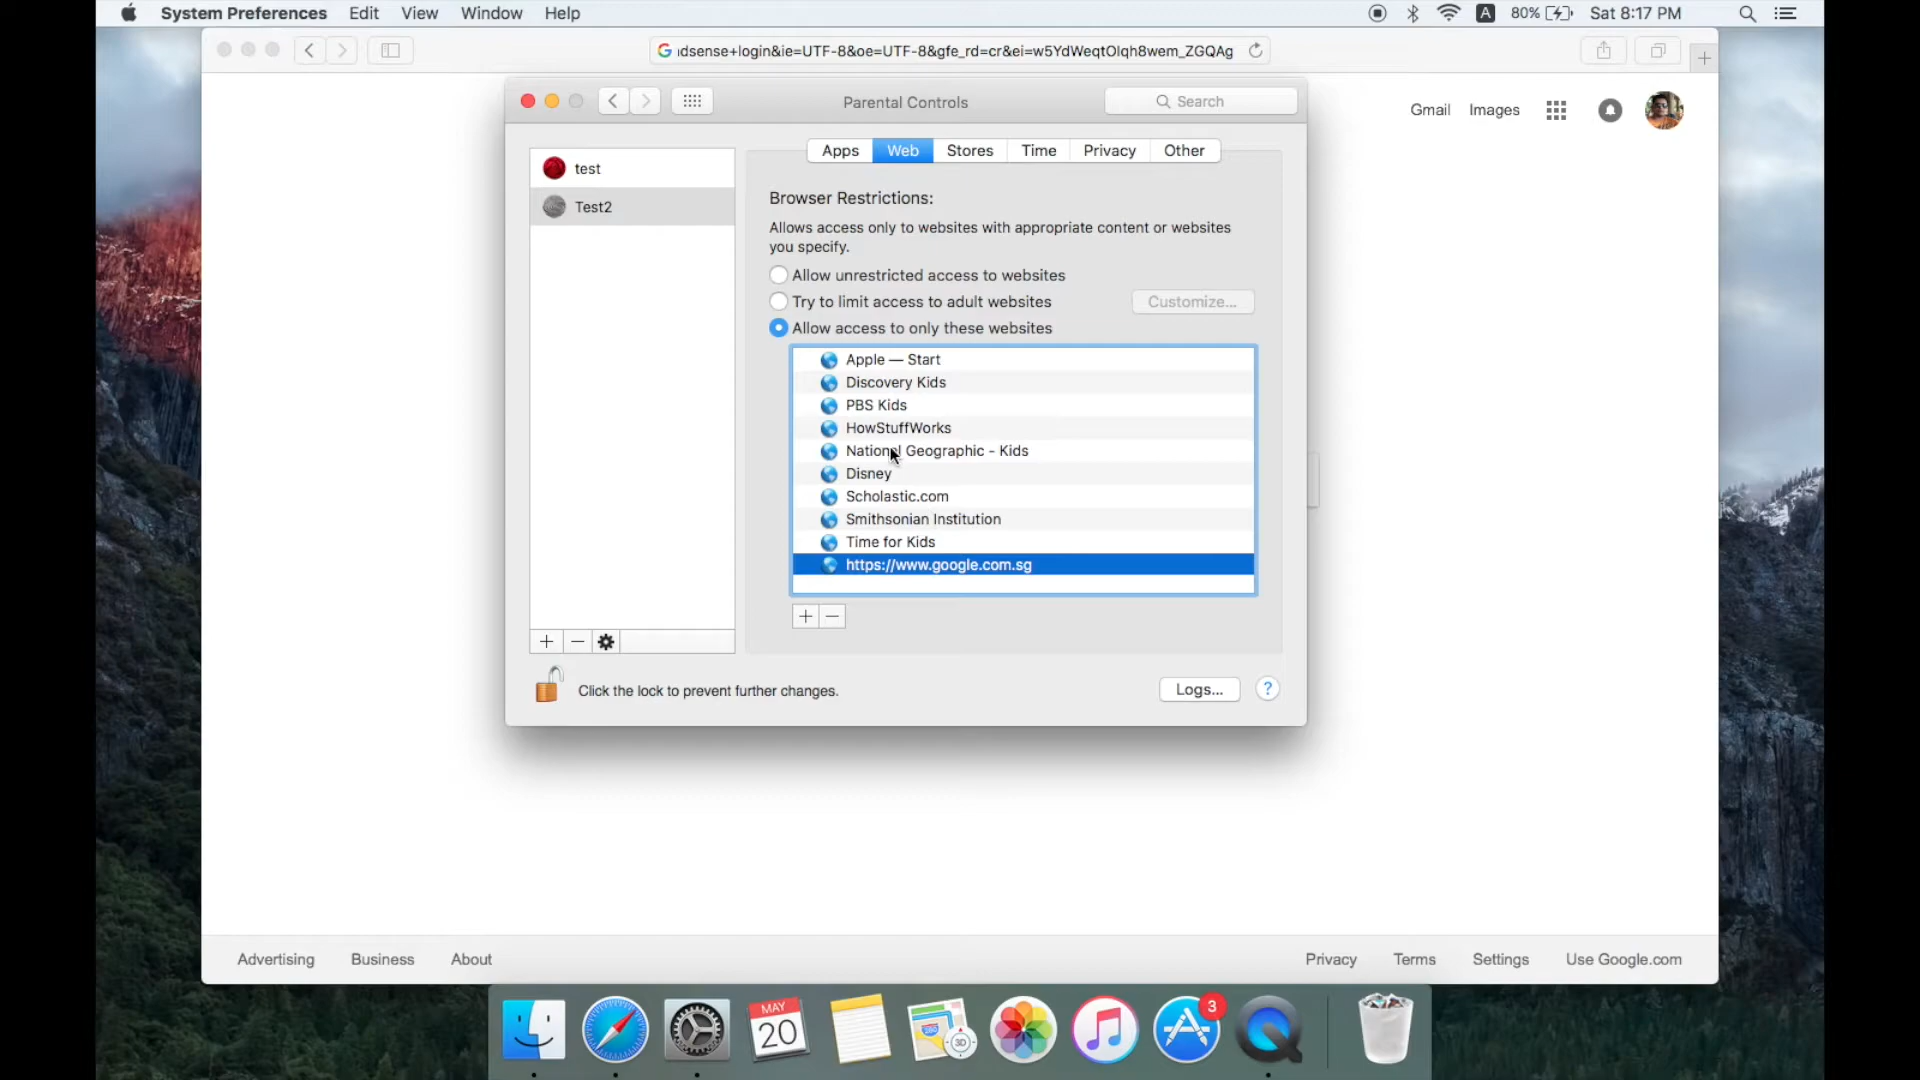 System Preferences Edit View Window Help
A 80% Sat 8:17 PM
dsense+login&ie=UTF-8&oe=UTF-8&gfe_rd=cr&ei=w5YdWeqtOlqh8wem_ZGQAg
Parental Controls
Search
Gmail Images
Apps Web Stores Time Privacy Other
test
Test2
Browser Restrictions:
Allows access only to websites with appropriate content or websites
you specify.
Allow unrestricted access to websites
Try to limit access to adult websites
Customize...
Allow access to only these websites
Apple — Start
Discovery Kids
PBS Kids
HowStuffWorks
National Geographic - Kids
Disney
Scholastic.com
Smithsonian Institution
Time for Kids
https://www.google.com.sg
Click the lock to prevent further changes.
Logs...
?
Advertising Business About
Privacy Terms Settings Use Google.com
MAY
20
3D
3